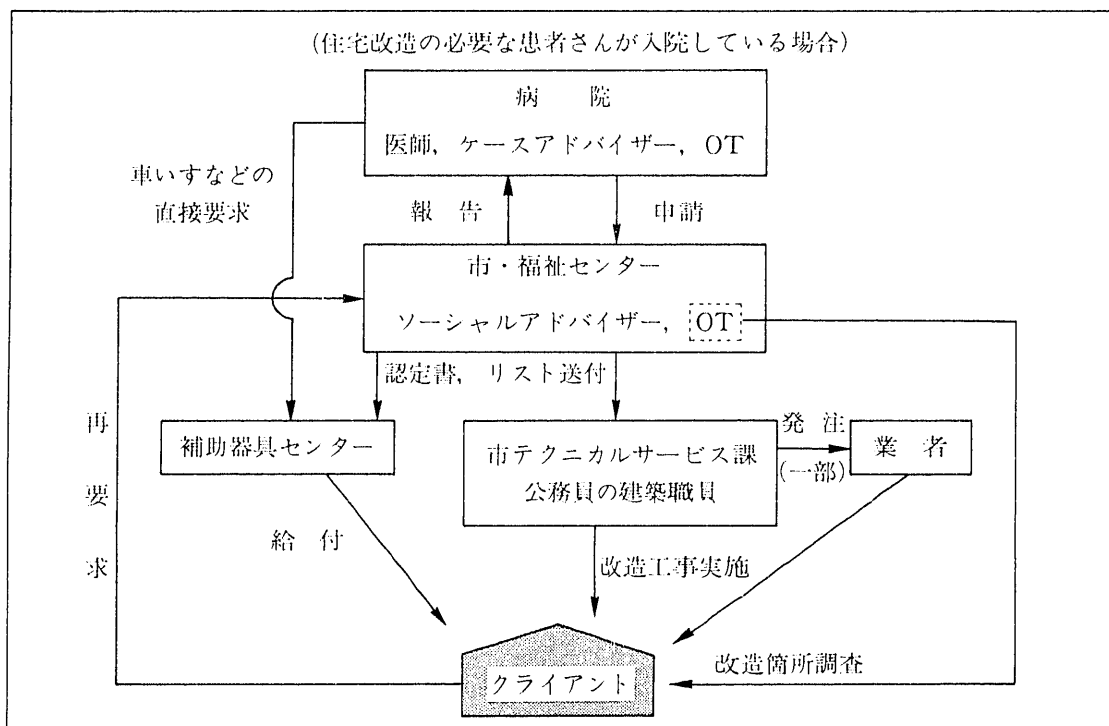 (住宅改造の必要な患者さんが入院している場合)
病 院
医師, ケースアドバイザー, OT
車いすなどの
直接要求
報 告
申請
市・福祉センター
ソーシャルアドバイザー, OT
認定書, リスト送付
再要求
補助器具センター
市テクニカルサービス課
公務員の建築職員
発 注
(一部)
業 者
給 付
改造工事実施
改造箇所調査
クライアント